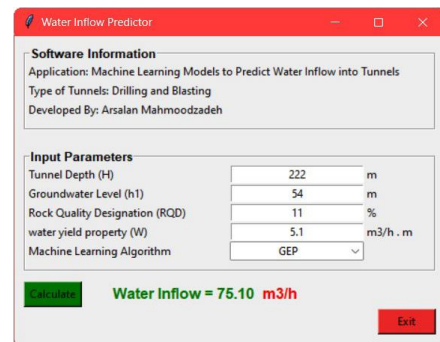 Water Inflow Predictor
Software Information
Application: Machine Learning Models to Predict Water Inflow into Tunnels
Type of Tunnels: Drilling and Blasting
Developed By: Arsalan Mahmoodzadeh
Input Parameters
Tunnel Depth (H) 222 m
Groundwater Level (h1) 54 m
Rock Quality Designation (RQD) 11 %
water yield property (W) 5.1 m3/h . m
Machine Learning Algorithm GEP
Calculate Water Inflow = 75.10 m3/h
Exit